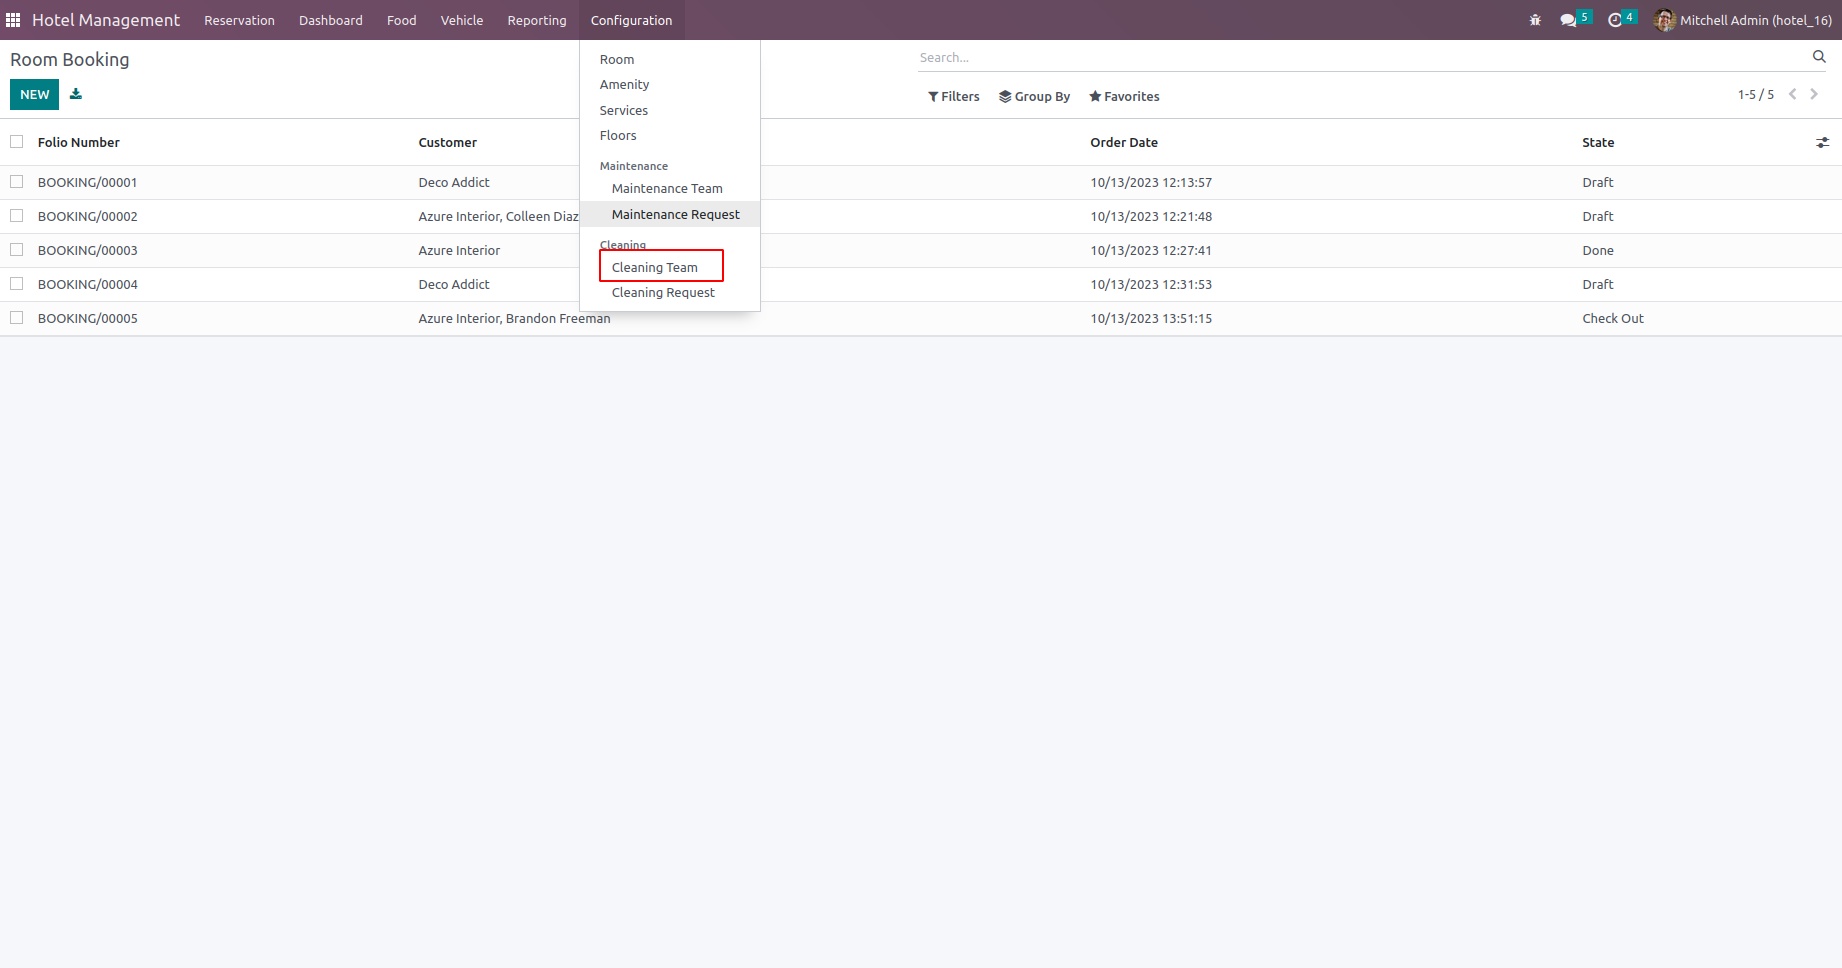 Hotel Management Reservation Dashboard Food Vehicle Reporting Configuration 5 4 Mitchell Admin (hotel_16)
Room Booking
Search...
NEW
Filters Group By Favorites
1-5 / 5
Room
Amenity
Services
Floors
Maintenance
Maintenance Team
Maintenance Request
Cleaning
Cleaning Team
Cleaning Request
Folio Number Customer Order Date State
BOOKING/00001 Deco Addict 10/13/2023 12:13:57 Draft
BOOKING/00002 Azure Interior, Colleen Diaz 10/13/2023 12:21:48 Draft
BOOKING/00003 Azure Interior 10/13/2023 12:27:41 Done
BOOKING/00004 Deco Addict 10/13/2023 12:31:53 Draft
BOOKING/00005 Azure Interior, Brandon Freeman 10/13/2023 13:51:15 Check Out